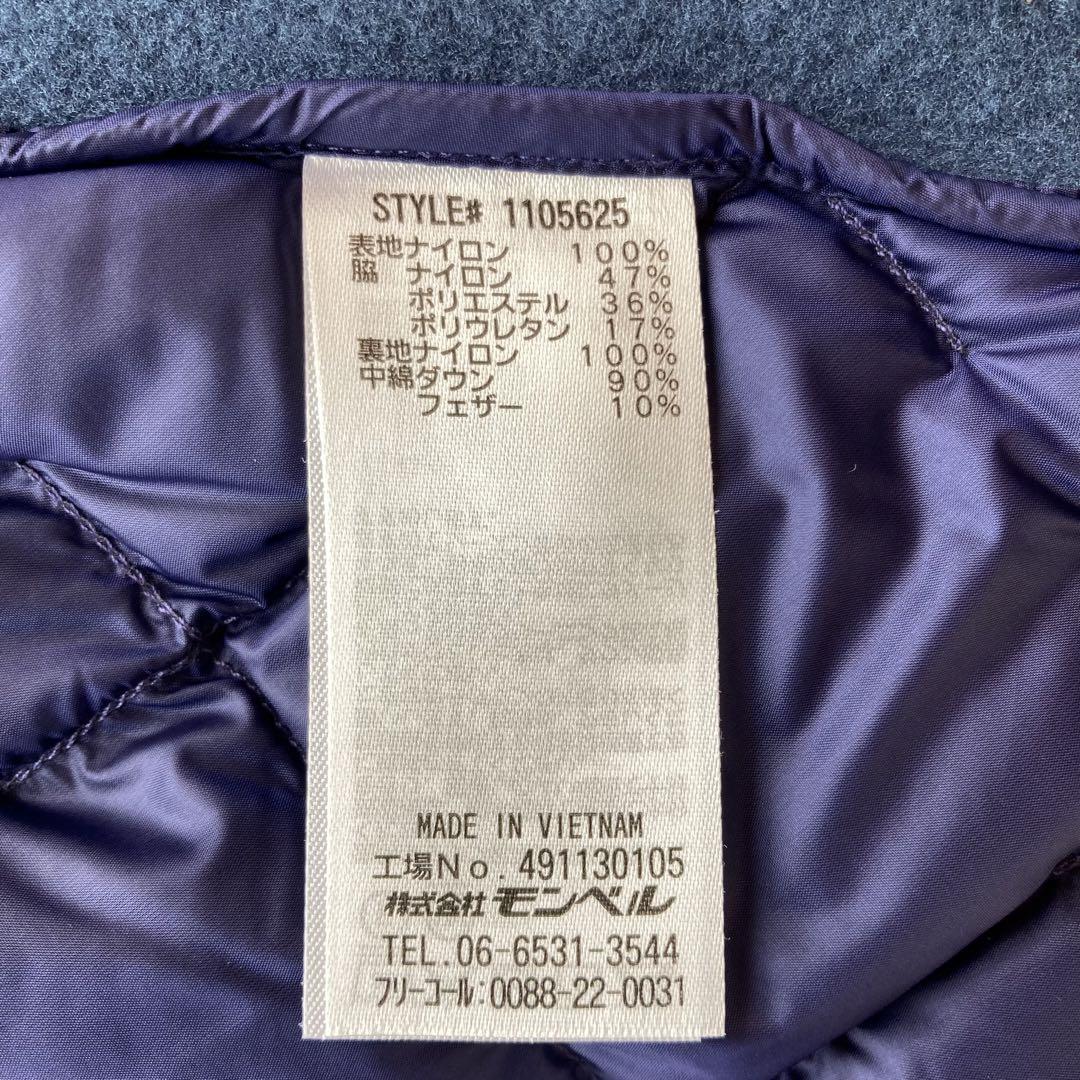 STYLE# 1105625
表地ナイロン 100%
脇 ナイロン 47%
ポリエステル 36%
ポリウレタン 17%
裏地ナイロン 100%
中綿ダウン 90%
フェザー 10%
MADE IN VIETNAM
工場No. 491130105
株式会社モンベル
TEL.06-6531-3544
フリーコール:0088-22-0031